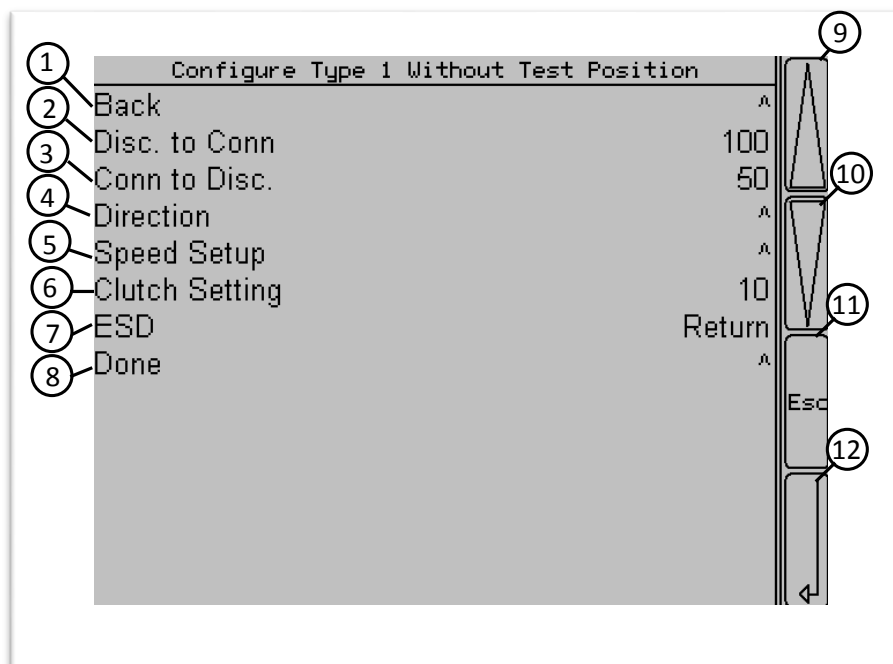 Configure Type 1 Without Test Position
1 Back ^
2 Disc. to Conn 100
3 Conn to Disc. 50
4 Direction ^
5 Speed Setup ^
6 Clutch Setting 10
7 ESD Return
8 Done ^
9
10
11
Esc
12